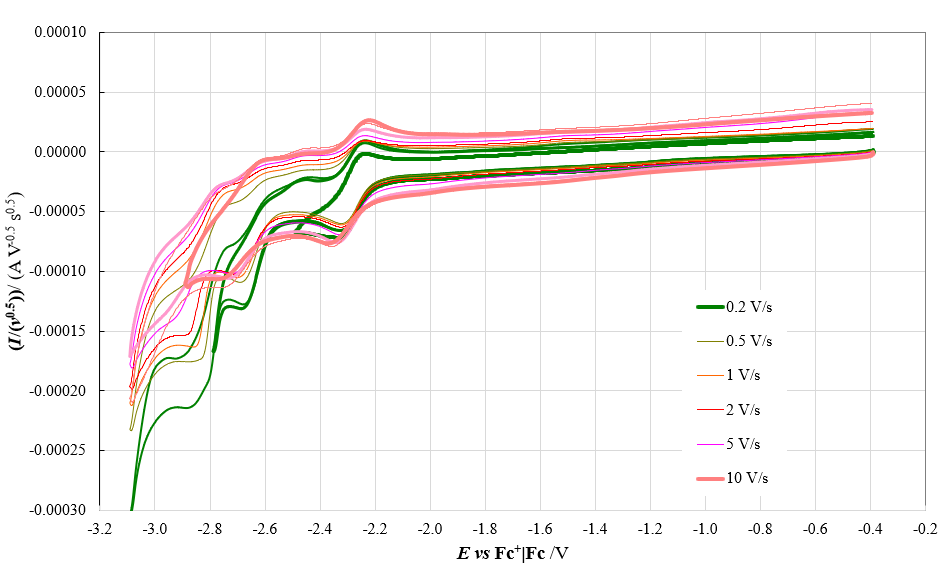 0.00010
0.00005
0.00000
-0.00005
-0.00010
-0.00015
-0.00020
-0.00025
-0.00030
(I/(v^0.5))/ (A V^-0.5 s^0.5)
0.2 V/s
0.5 V/s
1 V/s
2 V/s
5 V/s
10 V/s
-3.2 -3.0 -2.8 -2.6 -2.4 -2.2 -2.0 -1.8 -1.6 -1.4 -1.2 -1.0 -0.8 -0.6 -0.4 -0.2
E vs Fc⁺|Fc /V